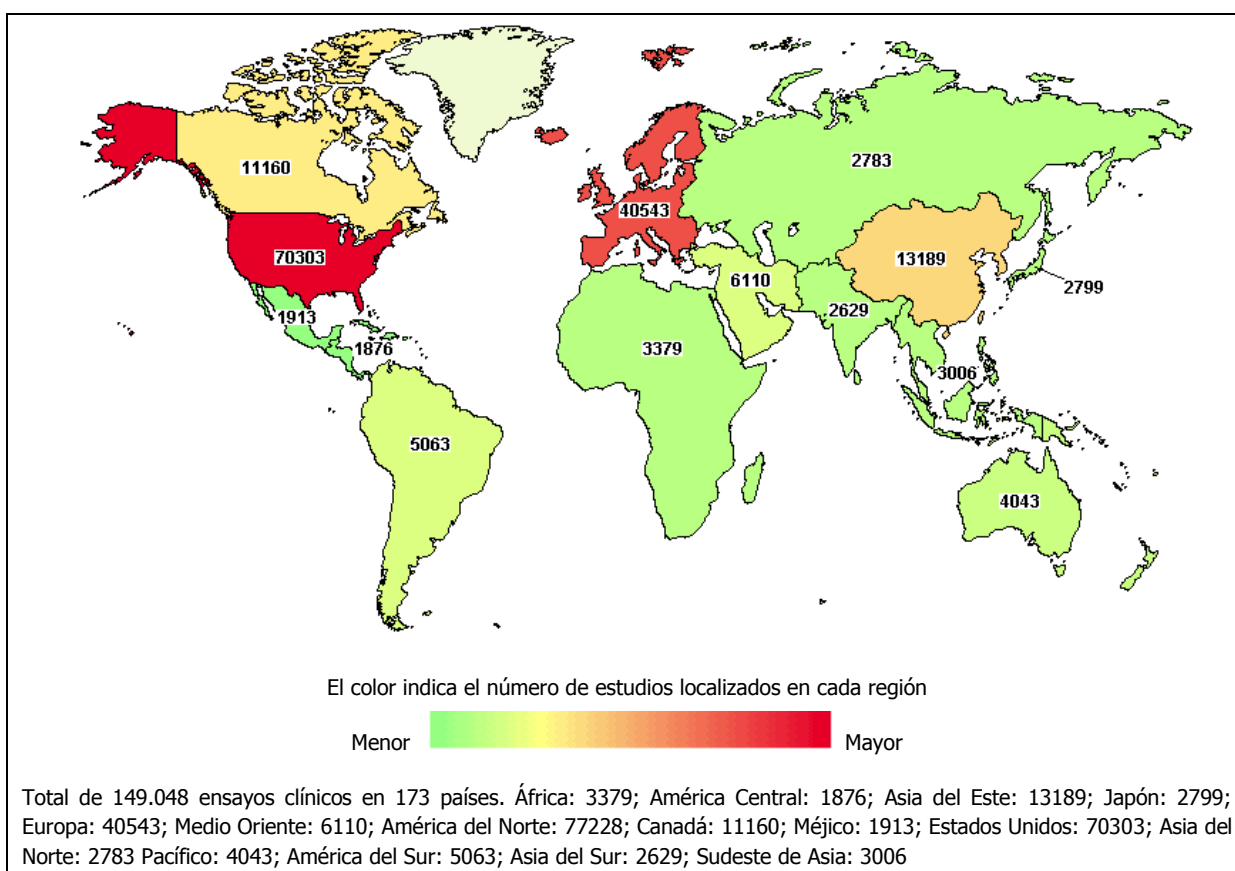 11160
2783
40543
70303
13189
6110
2799
1913
2629
1876
3379
3006
5063
4043
El color indica el número de estudios localizados en cada región
Menor Mayor
Total de 149.048 ensayos clínicos en 173 países. África: 3379; América Central: 1876; Asia del Este: 13189; Japón: 2799;
Europa: 40543; Medio Oriente: 6110; América del Norte: 77228; Canadá: 11160; Méjico: 1913; Estados Unidos: 70303; Asia del
Norte: 2783 Pacífico: 4043; América del Sur: 5063; Asia del Sur: 2629; Sudeste de Asia: 3006